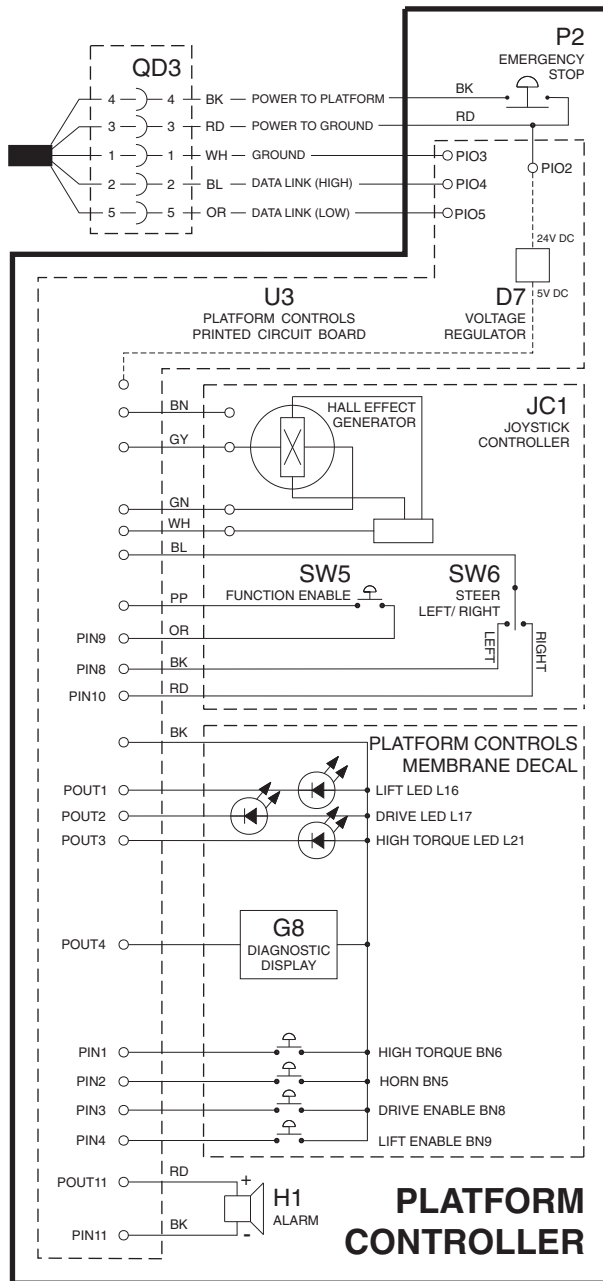 P2
EMERGENCY
STOP
QD3
4 4 BK POWER TO PLATFORM BK
3 3 RD POWER TO GROUND RD
1 1 WH GROUND PIO3
PIO2
2 2 BL DATA LINK (HIGH) PIO4
5 5 OR DATA LINK (LOW) PIO5
24V DC
5V DC
U3
PLATFORM CONTROLS
PRINTED CIRCUIT BOARD
D7
VOLTAGE
REGULATOR
BN
HALL EFFECT
GENERATOR
JC1
JOYSTICK
CONTROLLER
GY
GN
WH
BL
SW5
FUNCTION ENABLE
SW6
STEER
LEFT/ RIGHT
PP
PIN9 OR
LEFT
RIGHT
PIN8 BK
PIN10 RD
BK
PLATFORM CONTROLS
MEMBRANE DECAL
POUT1 LIFT LED L16
POUT2 DRIVE LED L17
POUT3 HIGH TORQUE LED L21
POUT4
G8
DIAGNOSTIC
DISPLAY
PIN1 HIGH TORQUE BN6
PIN2 HORN BN5
PIN3 DRIVE ENABLE BN8
PIN4 LIFT ENABLE BN9
POUT11 RD +
H1
ALARM
PIN11 BK -
PLATFORM
CONTROLLER